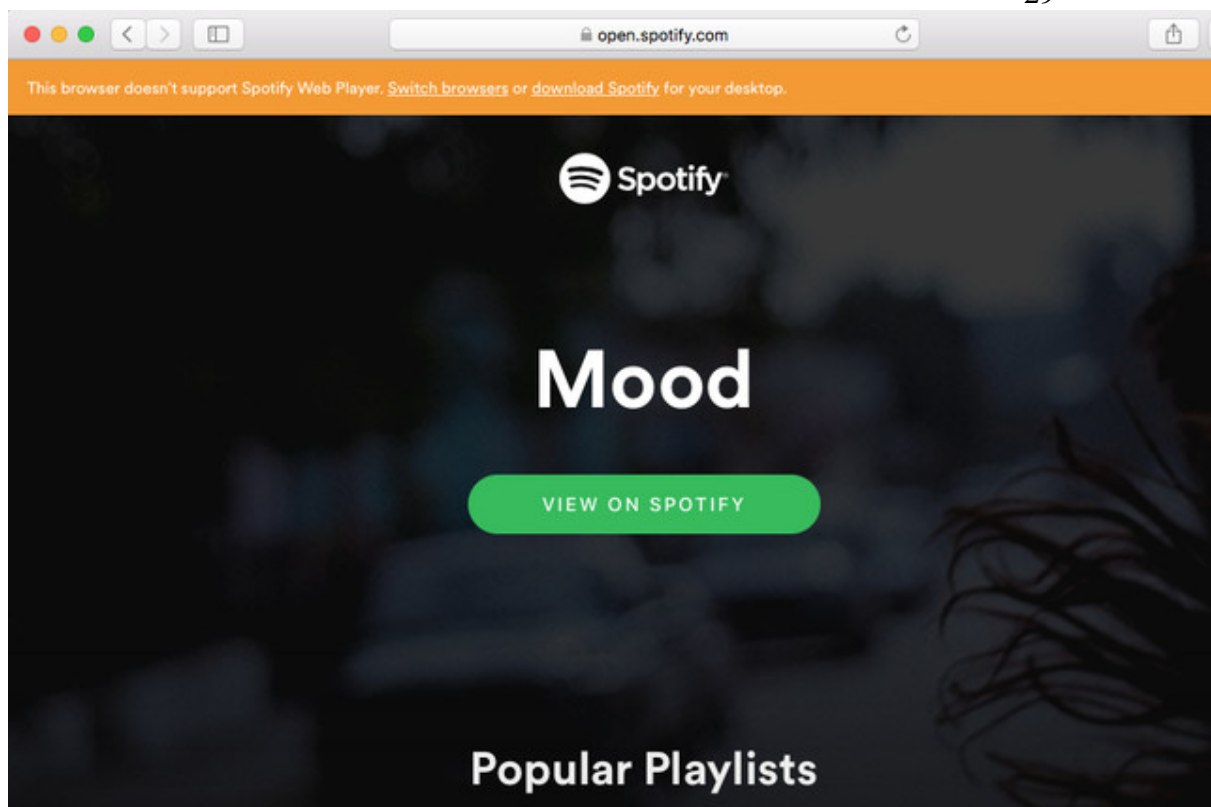 29
open.spotify.com
This browser doesn't support Spotify Web Player. Switch browsers or download Spotify for your desktop.
Spotify
Mood
VIEW ON SPOTIFY
Popular Playlists